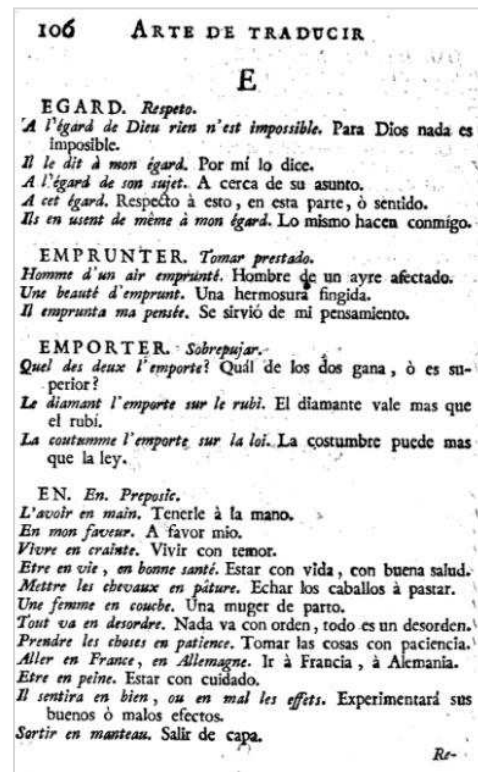 106 ARTE DE TRADUCIR
E
EGARD. Respeto.
A l'égard de Dieu rien n'est impossible. Para Dios nada es
imposible.
Il le dit à mon égard. Por mí lo dice.
A l'égard de son sujet. A cerca de su asunto.
A cet égard. Respecto à esto, en esta parte, ò sentido.
Ils en usent de même à mon égard. Lo mismo hacen conmígo.
EMPRUNTER. Tomar prestado.
Homme d'un air emprunté. Hombre de un ayre afectado.
Une beauté d'emprunt. Una hermosura fingida.
Il emprunta ma pensée. Se sirvió de mi pensamiento.
EMPORTER. Sobrepujar.
Quel des deux l'emporte? Quál de los dos gana, ò es su-
perior?
Le diamant l'emporte sur le rubi. El diamante vale mas que
el rubí.
La coutumme l'emporte sur la loi. La costumbre puede mas
que la ley.
EN. En. Preposic.
L'avoir en main. Tenerle à la mano.
En mon faveur. A favor mio.
Vivre en crainte. Vivir con temor.
Etre en vie, en bonne santé. Estar con vida, con buena salud.
Mettre les chevaux en pâture. Echar los caballos à pastar.
Une femme en couche. Una muger de parto.
Tout va en desordre. Nada va con orden, todo es un desorden.
Prendre les choses en patience. Tomar las cosas con paciencia.
Aller en France, en Allemagne. Ir à Francia, à Alemania.
Etre en peine. Estar con cuidado.
Il sentira en bien, ou en mal les effets. Experimentará sus
buenos ò malos efectos.
Sortir en manteau. Salir de capa.
Re-